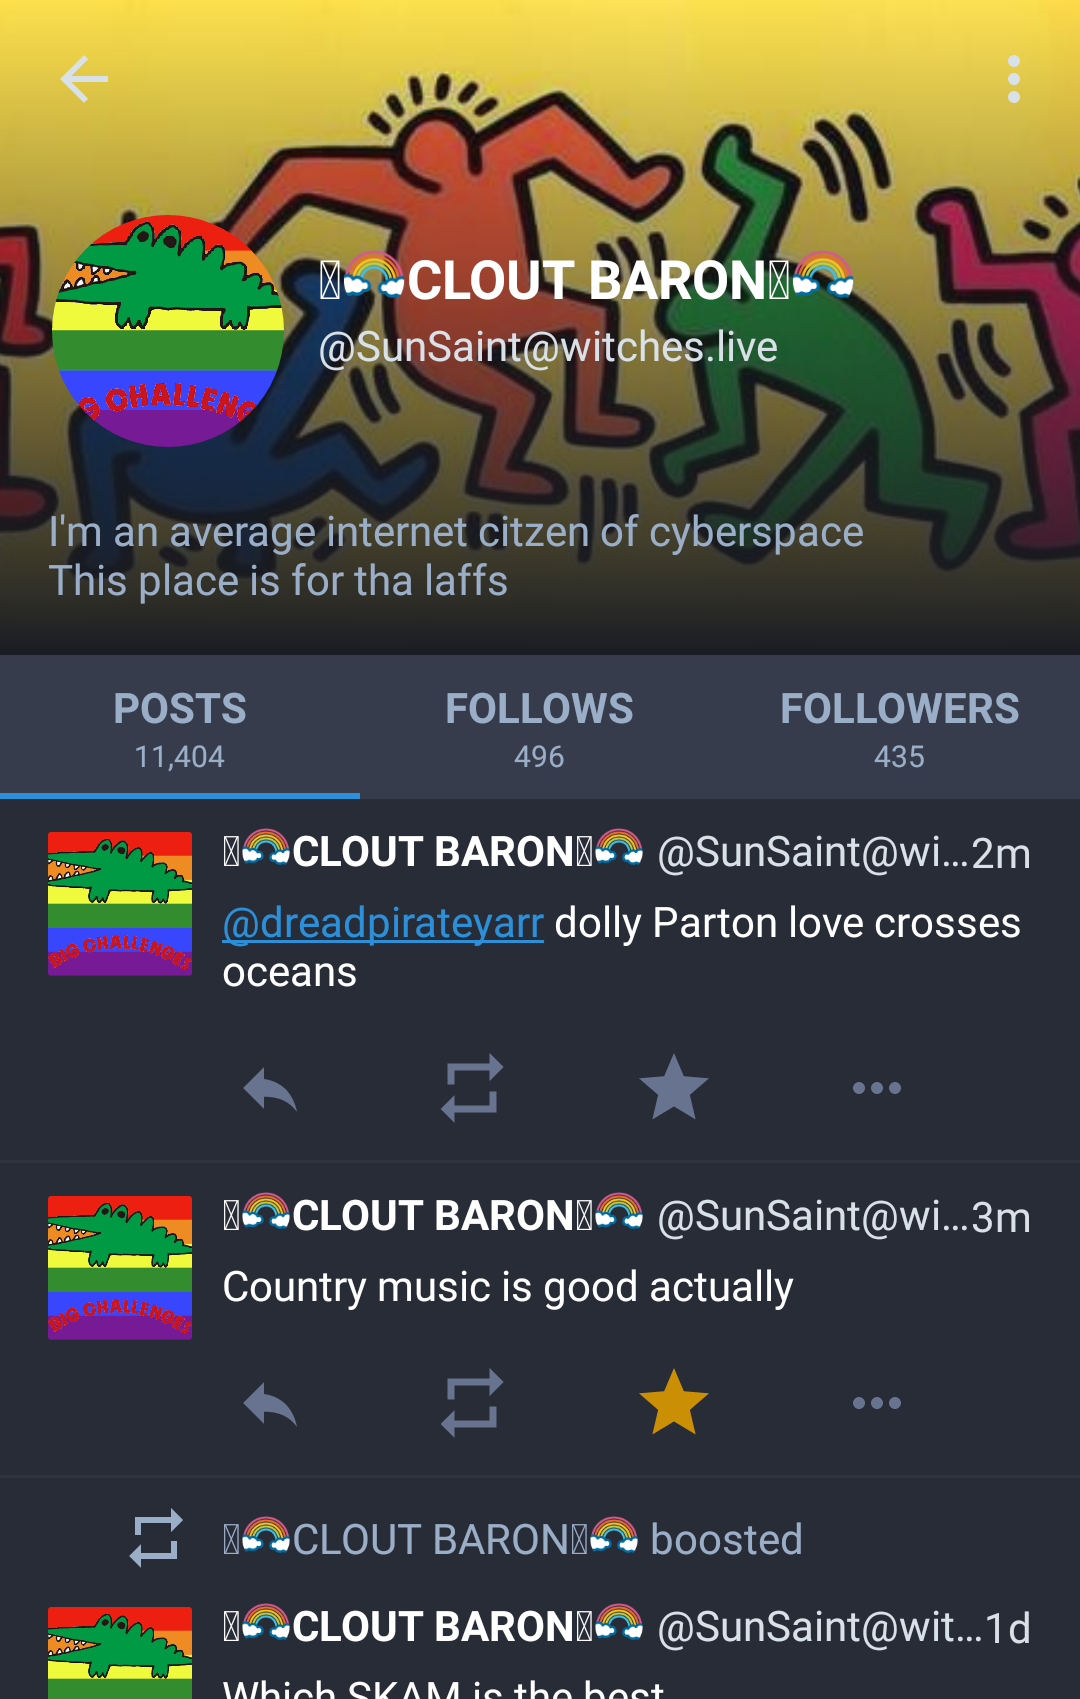 🌈CLOUT BARON🌈
@SunSaint@witches.live
G CHALLENG
I'm an average internet citzen of cyberspace
This place is for tha laffs
POSTS FOLLOWS FOLLOWERS
11,404 496 435
🌈CLOUT BARON🌈 @SunSaint@wi...2m
@dreadpirateyarr dolly Parton love crosses
oceans
BIG CHALLENGES
🌈CLOUT BARON🌈 @SunSaint@wi...3m
Country music is good actually
BIG CHALLENGES
🌈CLOUT BARON🌈 boosted
🌈CLOUT BARON🌈 @SunSaint@wit...1d
Which SKAM is the best